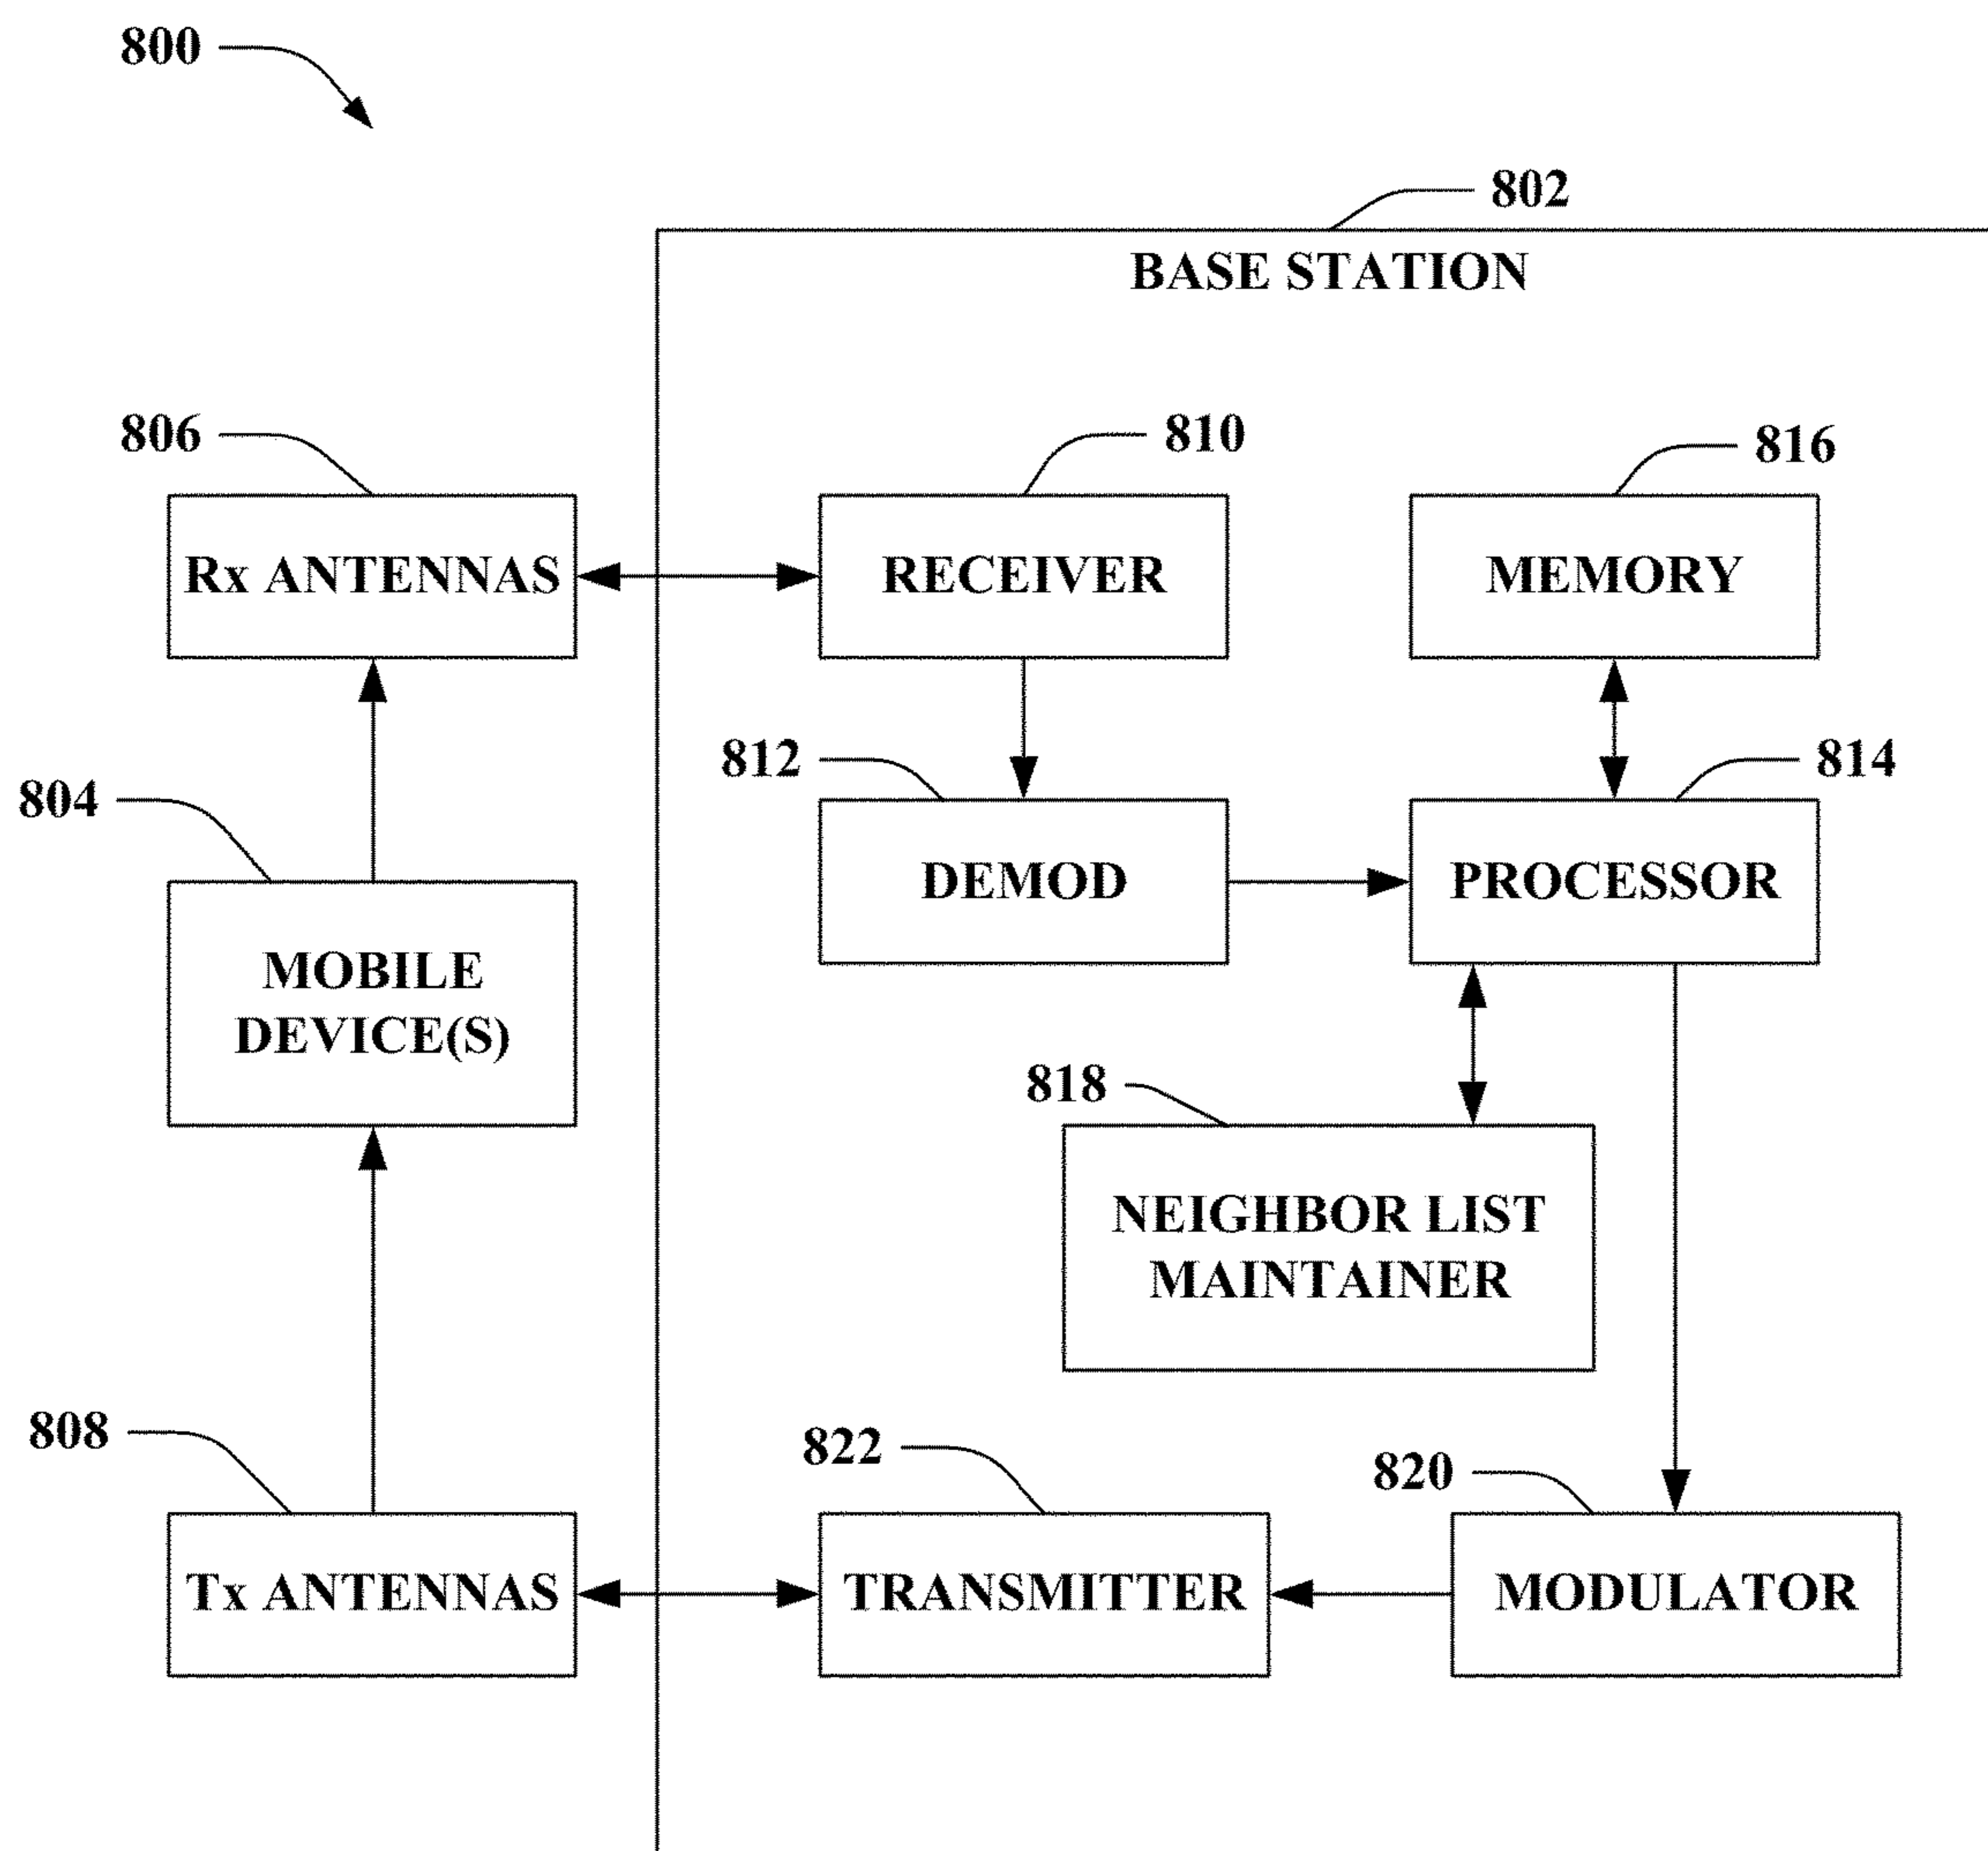 800
802
BASE STATION
806
810
816
Rx ANTENNAS
RECEIVER
MEMORY
812
814
804
DEMOD
PROCESSOR
MOBILE
DEVICE(S)
818
NEIGHBOR LIST
MAINTAINER
808
822
820
Tx ANTENNAS
TRANSMITTER
MODULATOR